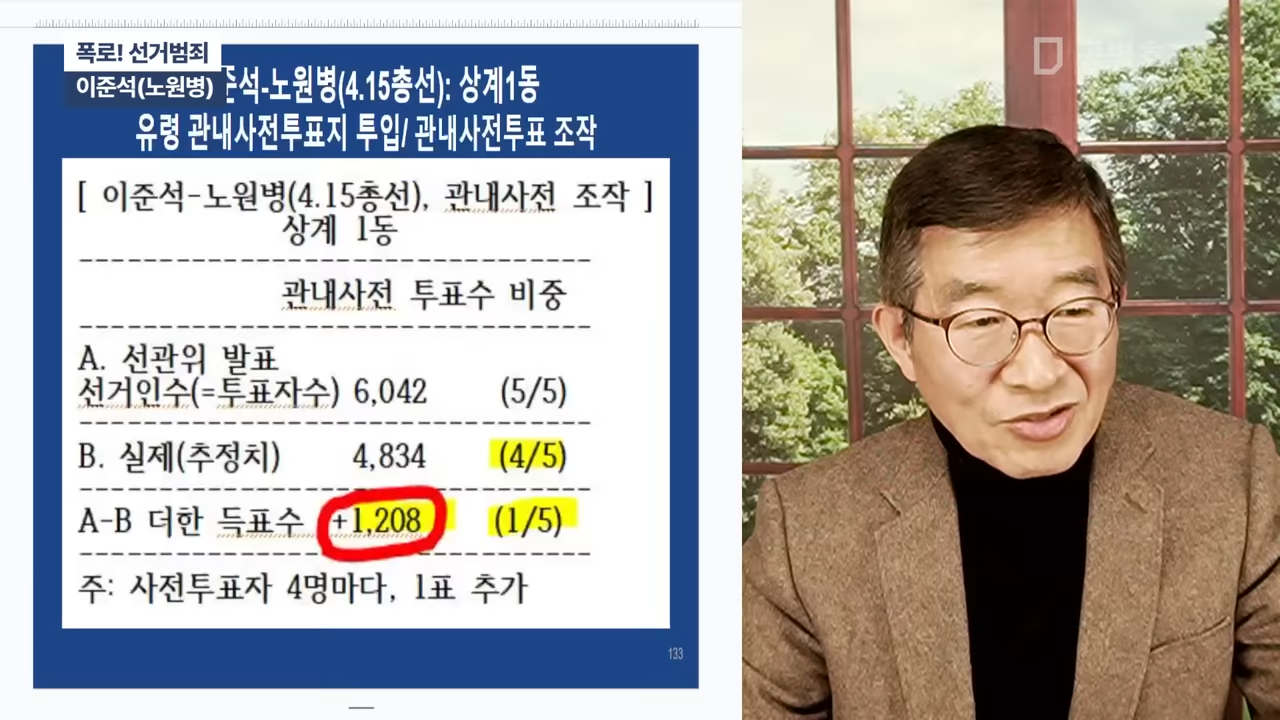 폭로! 선거범죄
이준석(노원병)
준석-노원병(4.15총선): 상계1동
유령 관내사전투표지 투입/ 관내사전투표 조작
[ 이준석-노원병(4.15총선), 관내사전 조작 ]
상계 1동
관내사전 투표수 비중
A. 선관위 발표
선거인수(=투표자수) 6,042 (5/5)
B. 실제(추정치) 4,834 (4/5)
A-B 더한 득표수 +1,208 (1/5)
주: 사전투표자 4명마다, 1표 추가
133